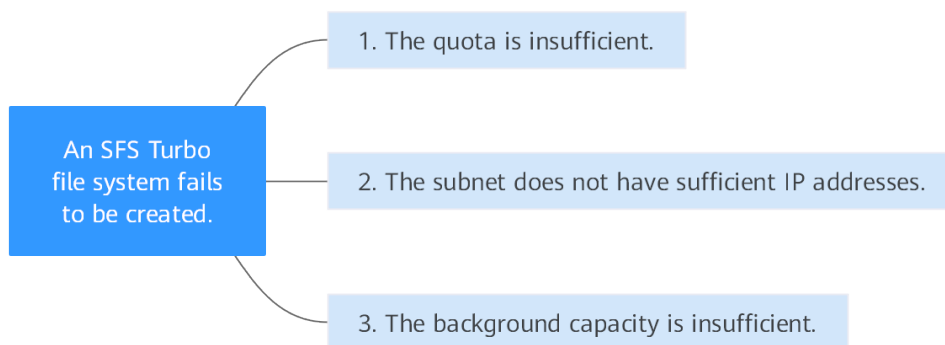 1. The quota is insufficient.
An SFS Turbo
file system fails
to be created.
2. The subnet does not have sufficient IP addresses.
3. The background capacity is insufficient.